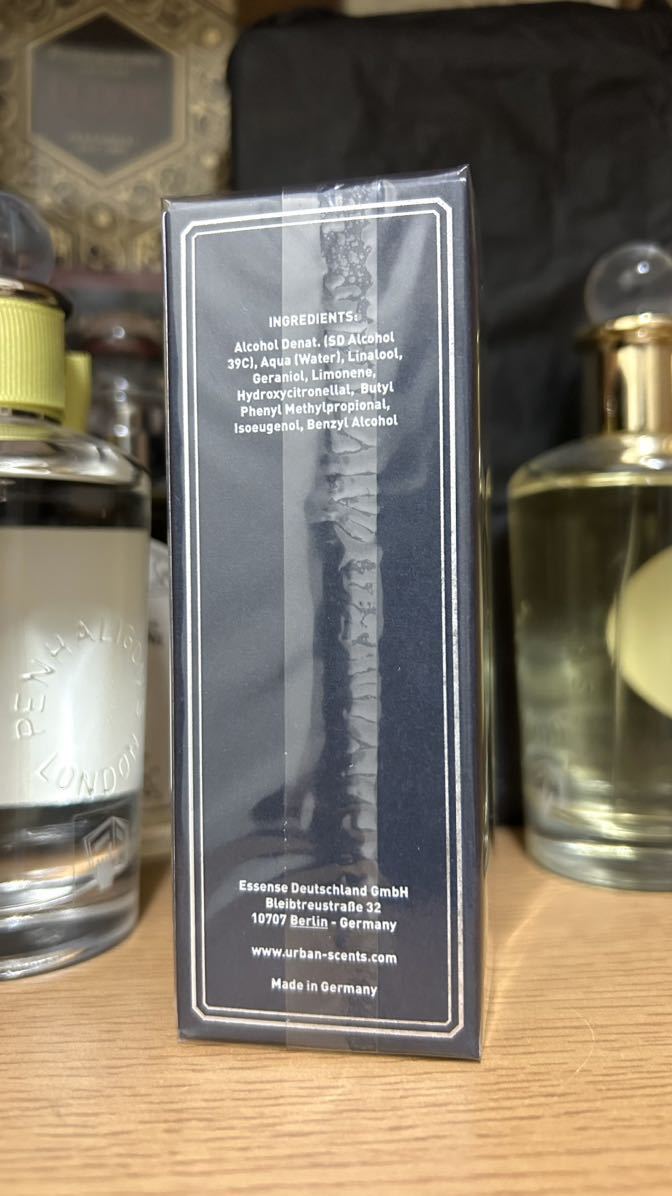 INGREDIENTS:
Alcohol Denat. (SD Alcohol
39C), Aqua (Water), Linalool,
Geraniol, Limonene,
Hydroxycitronellal, Butyl
Phenyl Methylpropional,
Isoeugenol, Benzyl Alcohol
Essense Deutschland GmbH
Bleibtreustraße 32
10707 Berlin - Germany
www.urban-scents.com
Made in Germany
LONDON